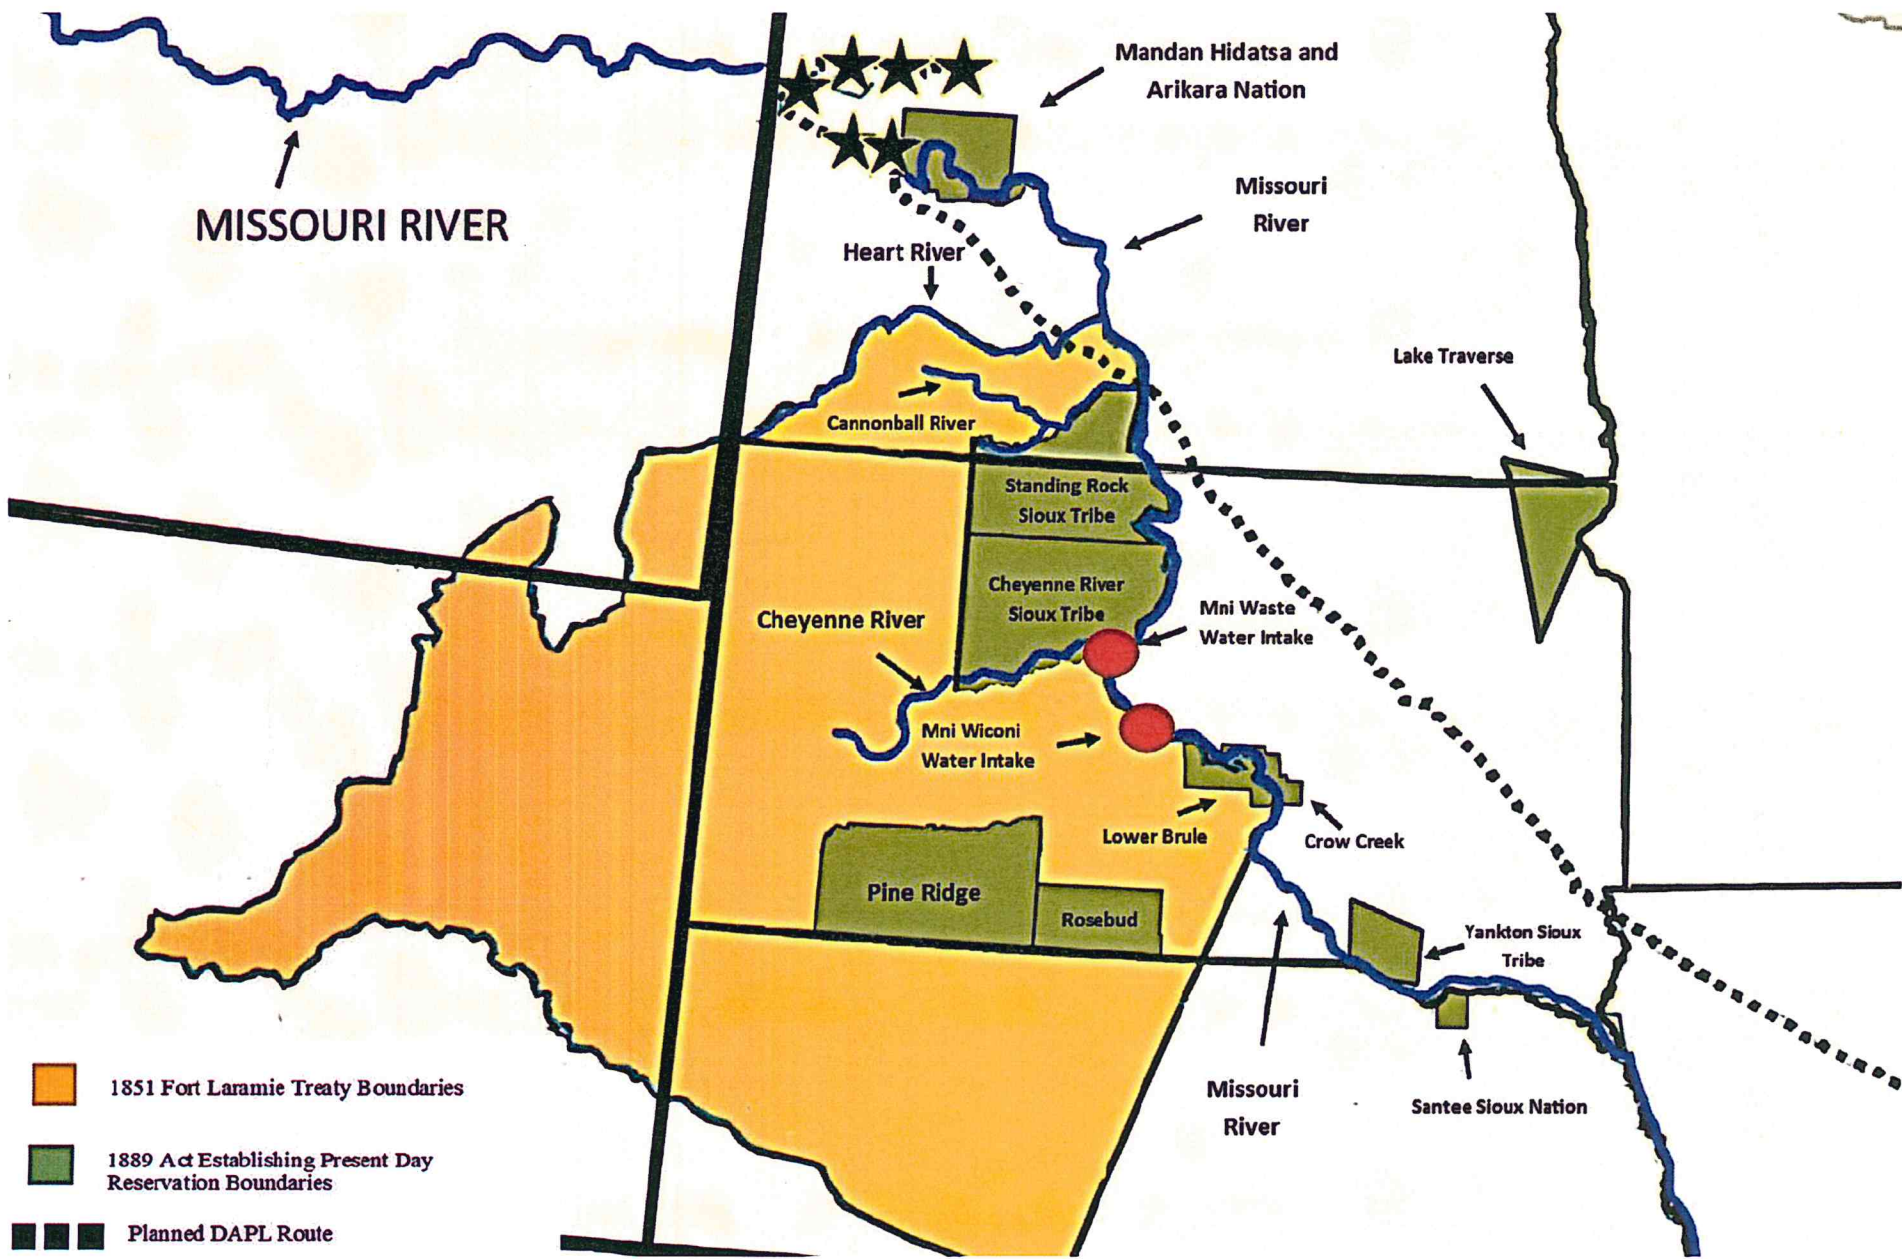 Mandan Hidatsa and
Arikara Nation
MISSOURI RIVER
Missouri
River
Heart River
Lake Traverse
Cannonball River
Standing Rock
Sioux Tribe
Cheyenne River
Sioux Tribe
Cheyenne River
Mni Waste
Water Intake
Mni Wiconi
Water Intake
Lower Brule
Crow Creek
Pine Ridge
Rosebud
Yankton Sioux
Tribe
Missouri
River
Santee Sioux Nation
1851 Fort Laramie Treaty Boundaries
1889 Act Establishing Present Day
Reservation Boundaries
Planned DAPL Route